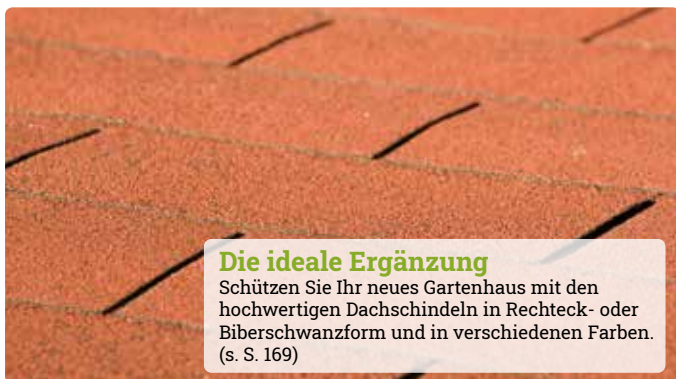 Die ideale Ergänzung
Schützen Sie Ihr neues Gartenhaus mit den
hochwertigen Dachschindeln in Rechteck- oder
Biberschwanzform und in verschiedenen Farben.
(s. S. 169)